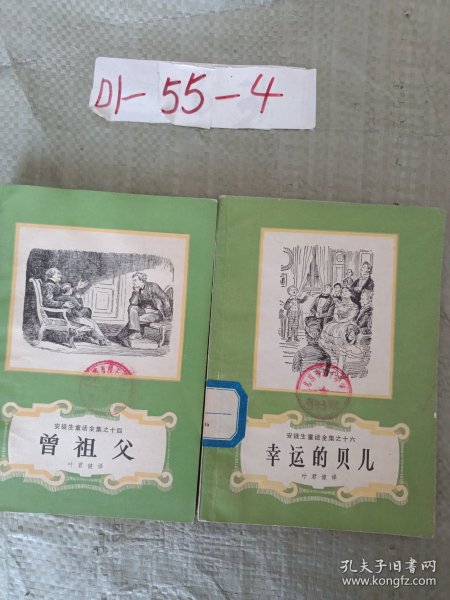 D1-55-4
安徒生童话全集之十四
曾祖父
叶君健译
安徒生童话全集之十六
幸运的贝儿
叶君健译
孔夫子旧书网
www.kongfz.com